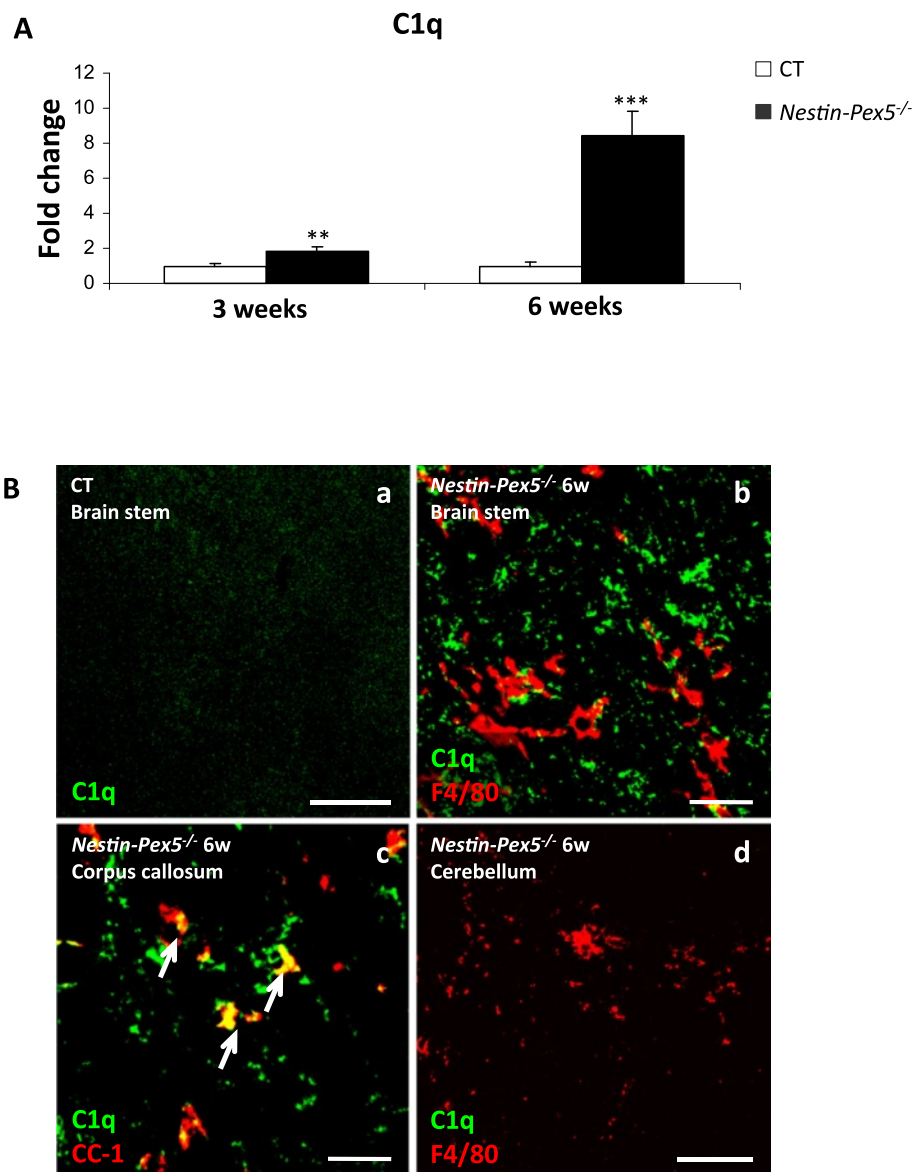 A
C1q
CT
Nestin-Pex5-/-
Fold change
12
10
8
6
4
2
0
**
***
3 weeks
6 weeks
B
CT
Brain stem
a
C1q
Nestin-Pex5-/- 6w
Brain stem
b
C1q
F4/80
Nestin-Pex5-/- 6w
Corpus callosum
c
C1q
CC-1
Nestin-Pex5-/- 6w
Cerebellum
d
C1q
F4/80